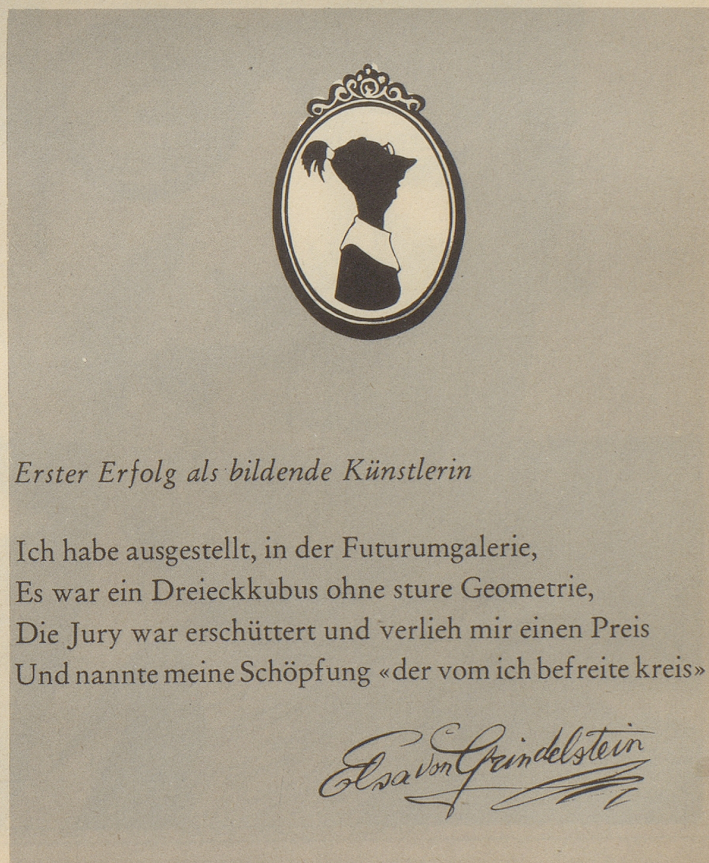 Erster Erfolg als bildende Künstlerin
Ich habe ausgestellt, in der Futurumgalerie,
Es war ein Dreieckkubus ohne sture Geometrie,
Die Jury war erschüttert und verlieh mir einen Preis
Und nannte meine Schöpfung «der vom ich befreite kreis»
Elsa von Grindelstein